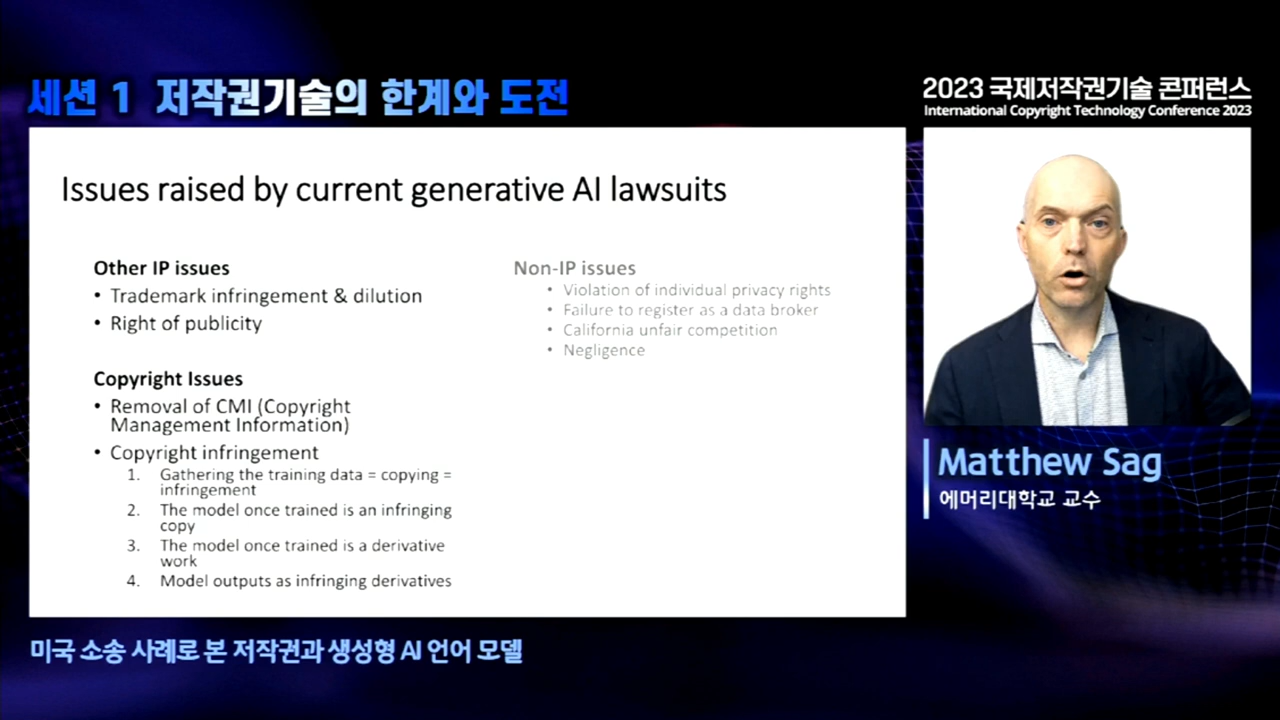 세션 1 저작권기술의 한계와 도전
2023 국제저작권기술 콘퍼런스
International Copyright Technology Conference 2023
Issues raised by current generative AI lawsuits
Other IP issues
• Trademark infringement & dilution
• Right of publicity
Copyright Issues
• Removal of CMI (Copyright
Management Information)
• Copyright infringement
1. Gathering the training data = copying =
infringement
2. The model once trained is an infringing
copy
3. The model once trained is a derivative
work
4. Model outputs as infringing derivatives
Non-IP issues
• Violation of individual privacy rights
• Failure to register as a data broker
• California unfair competition
• Negligence
Matthew Sag
에머리대학교 교수
미국 소송 사례로 본 저작권과 생성형 AI 언어 모델